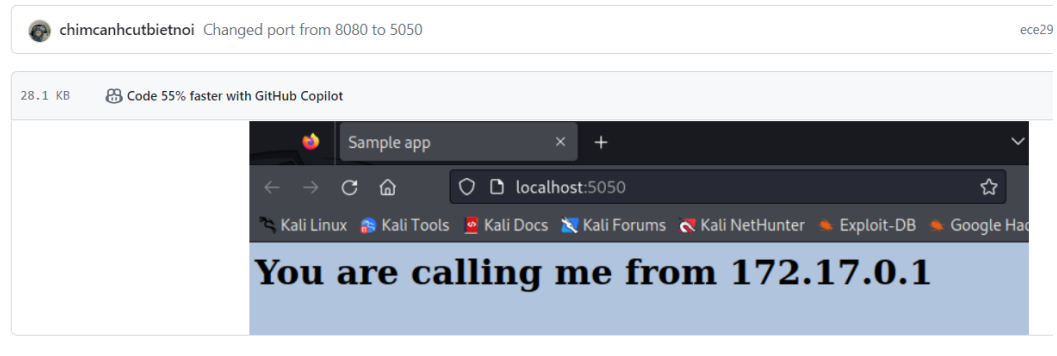 chimcanhcutbietnoi Changed port from 8080 to 5050 ece29
28.1 KB Code 55% faster with GitHub Copilot
Sample app
localhost:5050
Kali Linux Kali Tools Kali Docs Kali Forums Kali NetHunter Exploit-DB Google Hac
You are calling me from 172.17.0.1